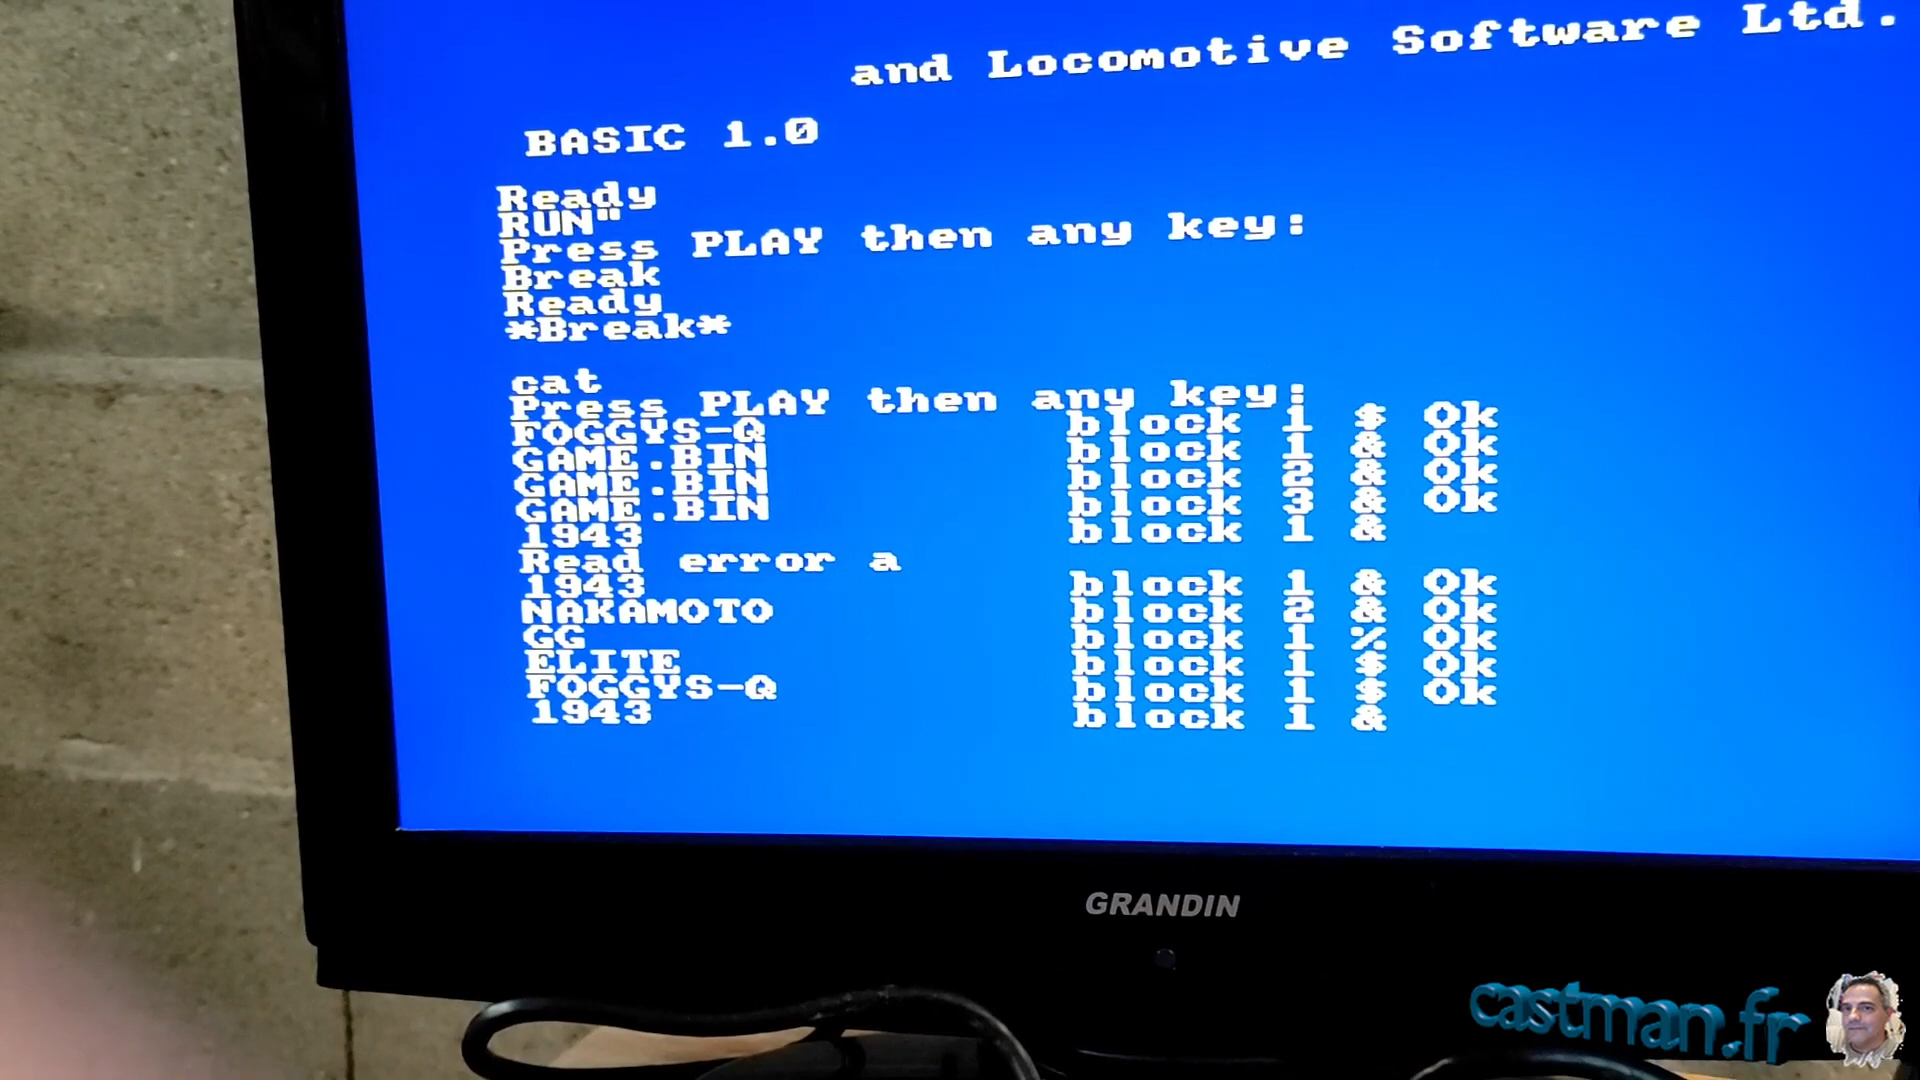 and Locomotive Software Ltd.
BASIC 1.0
Ready
RUN"
Press PLAY then any key:
Break
Ready
*Break*
cat
Press PLAY then any key:
FOGGYS-Q block 1 $ Ok
GAME.BIN block 1 & Ok
GAME.BIN block 2 & Ok
GAME.BIN block 3 & Ok
1943 block 1 &
Read error a
1943 block 1 & Ok
NAKAMOTO block 2 & Ok
GG block 1 % Ok
ELITE block 1 $ Ok
FOGGYS-Q block 1 $ Ok
1943 block 1 &
GRANDIN
castman.fr